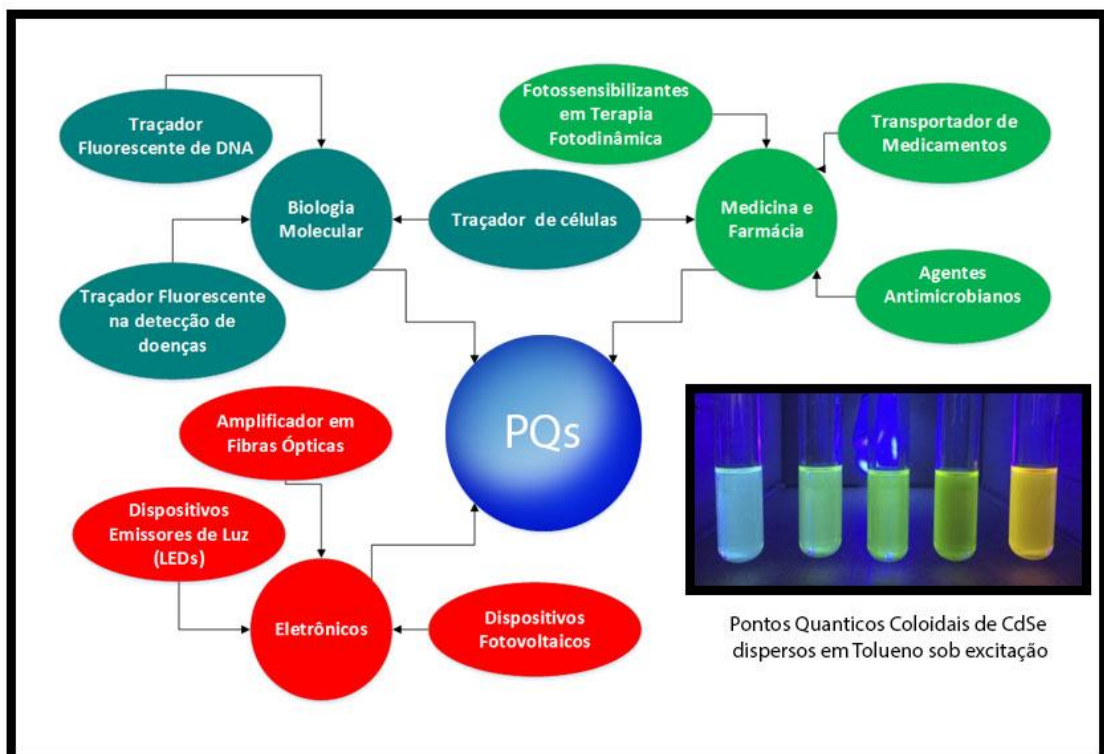 Traçador
Fluorescente de DNA
Biologia
Molecular
Traçador Fluorescente
na detecção de
doenças
Traçador de células
Fotossensibilizantes
em Terapia
Fotodinâmica
Transportador de
Medicamentos
Medicina e
Farmácia
Agentes
Antimicrobianos
PQs
Amplificador em
Fibras Ópticas
Dispositivos
Emissores de Luz
(LEDs)
Eletrônicos
Dispositivos
Fotovoltaicos
Pontos Quanticos Coloidais de CdSe
dispersos em Tolueno sob excitação